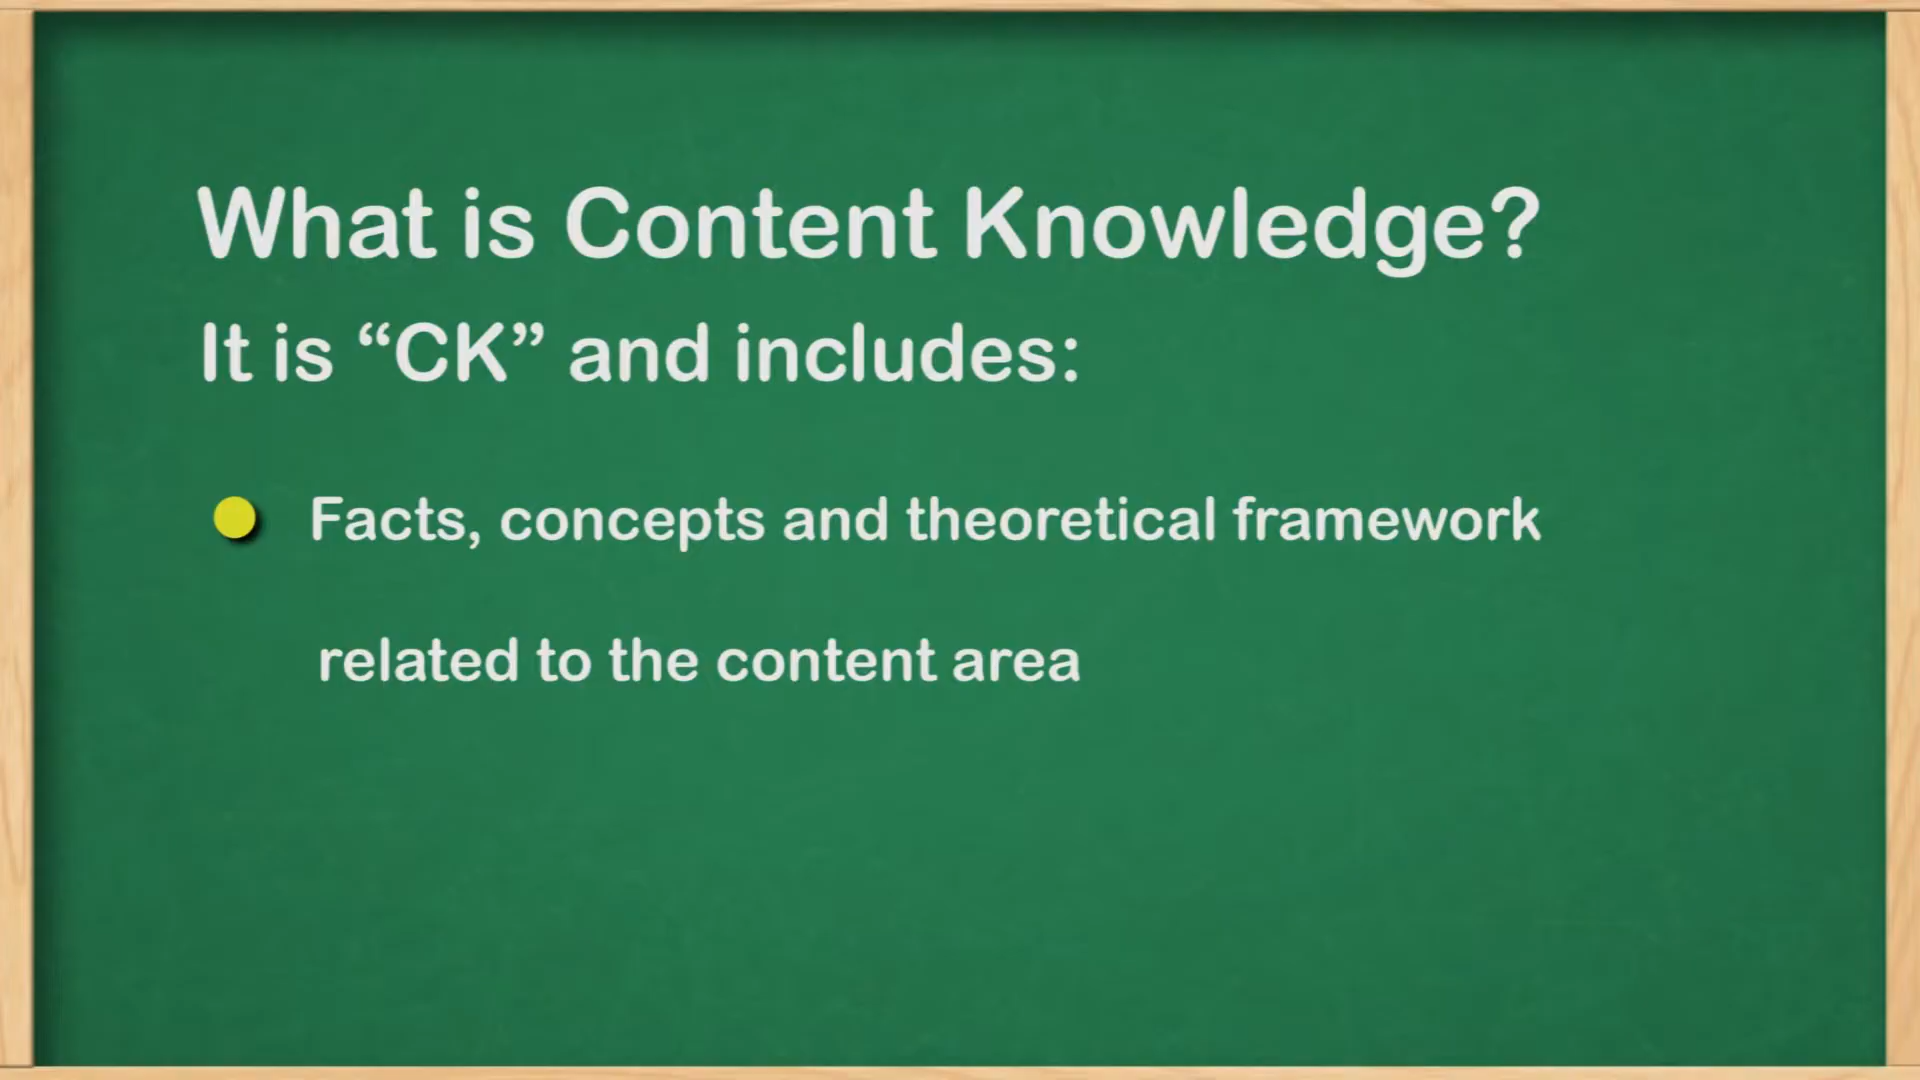 What is Content Knowledge?
It is “CK” and includes:
Facts, concepts and theoretical framework
related to the content area